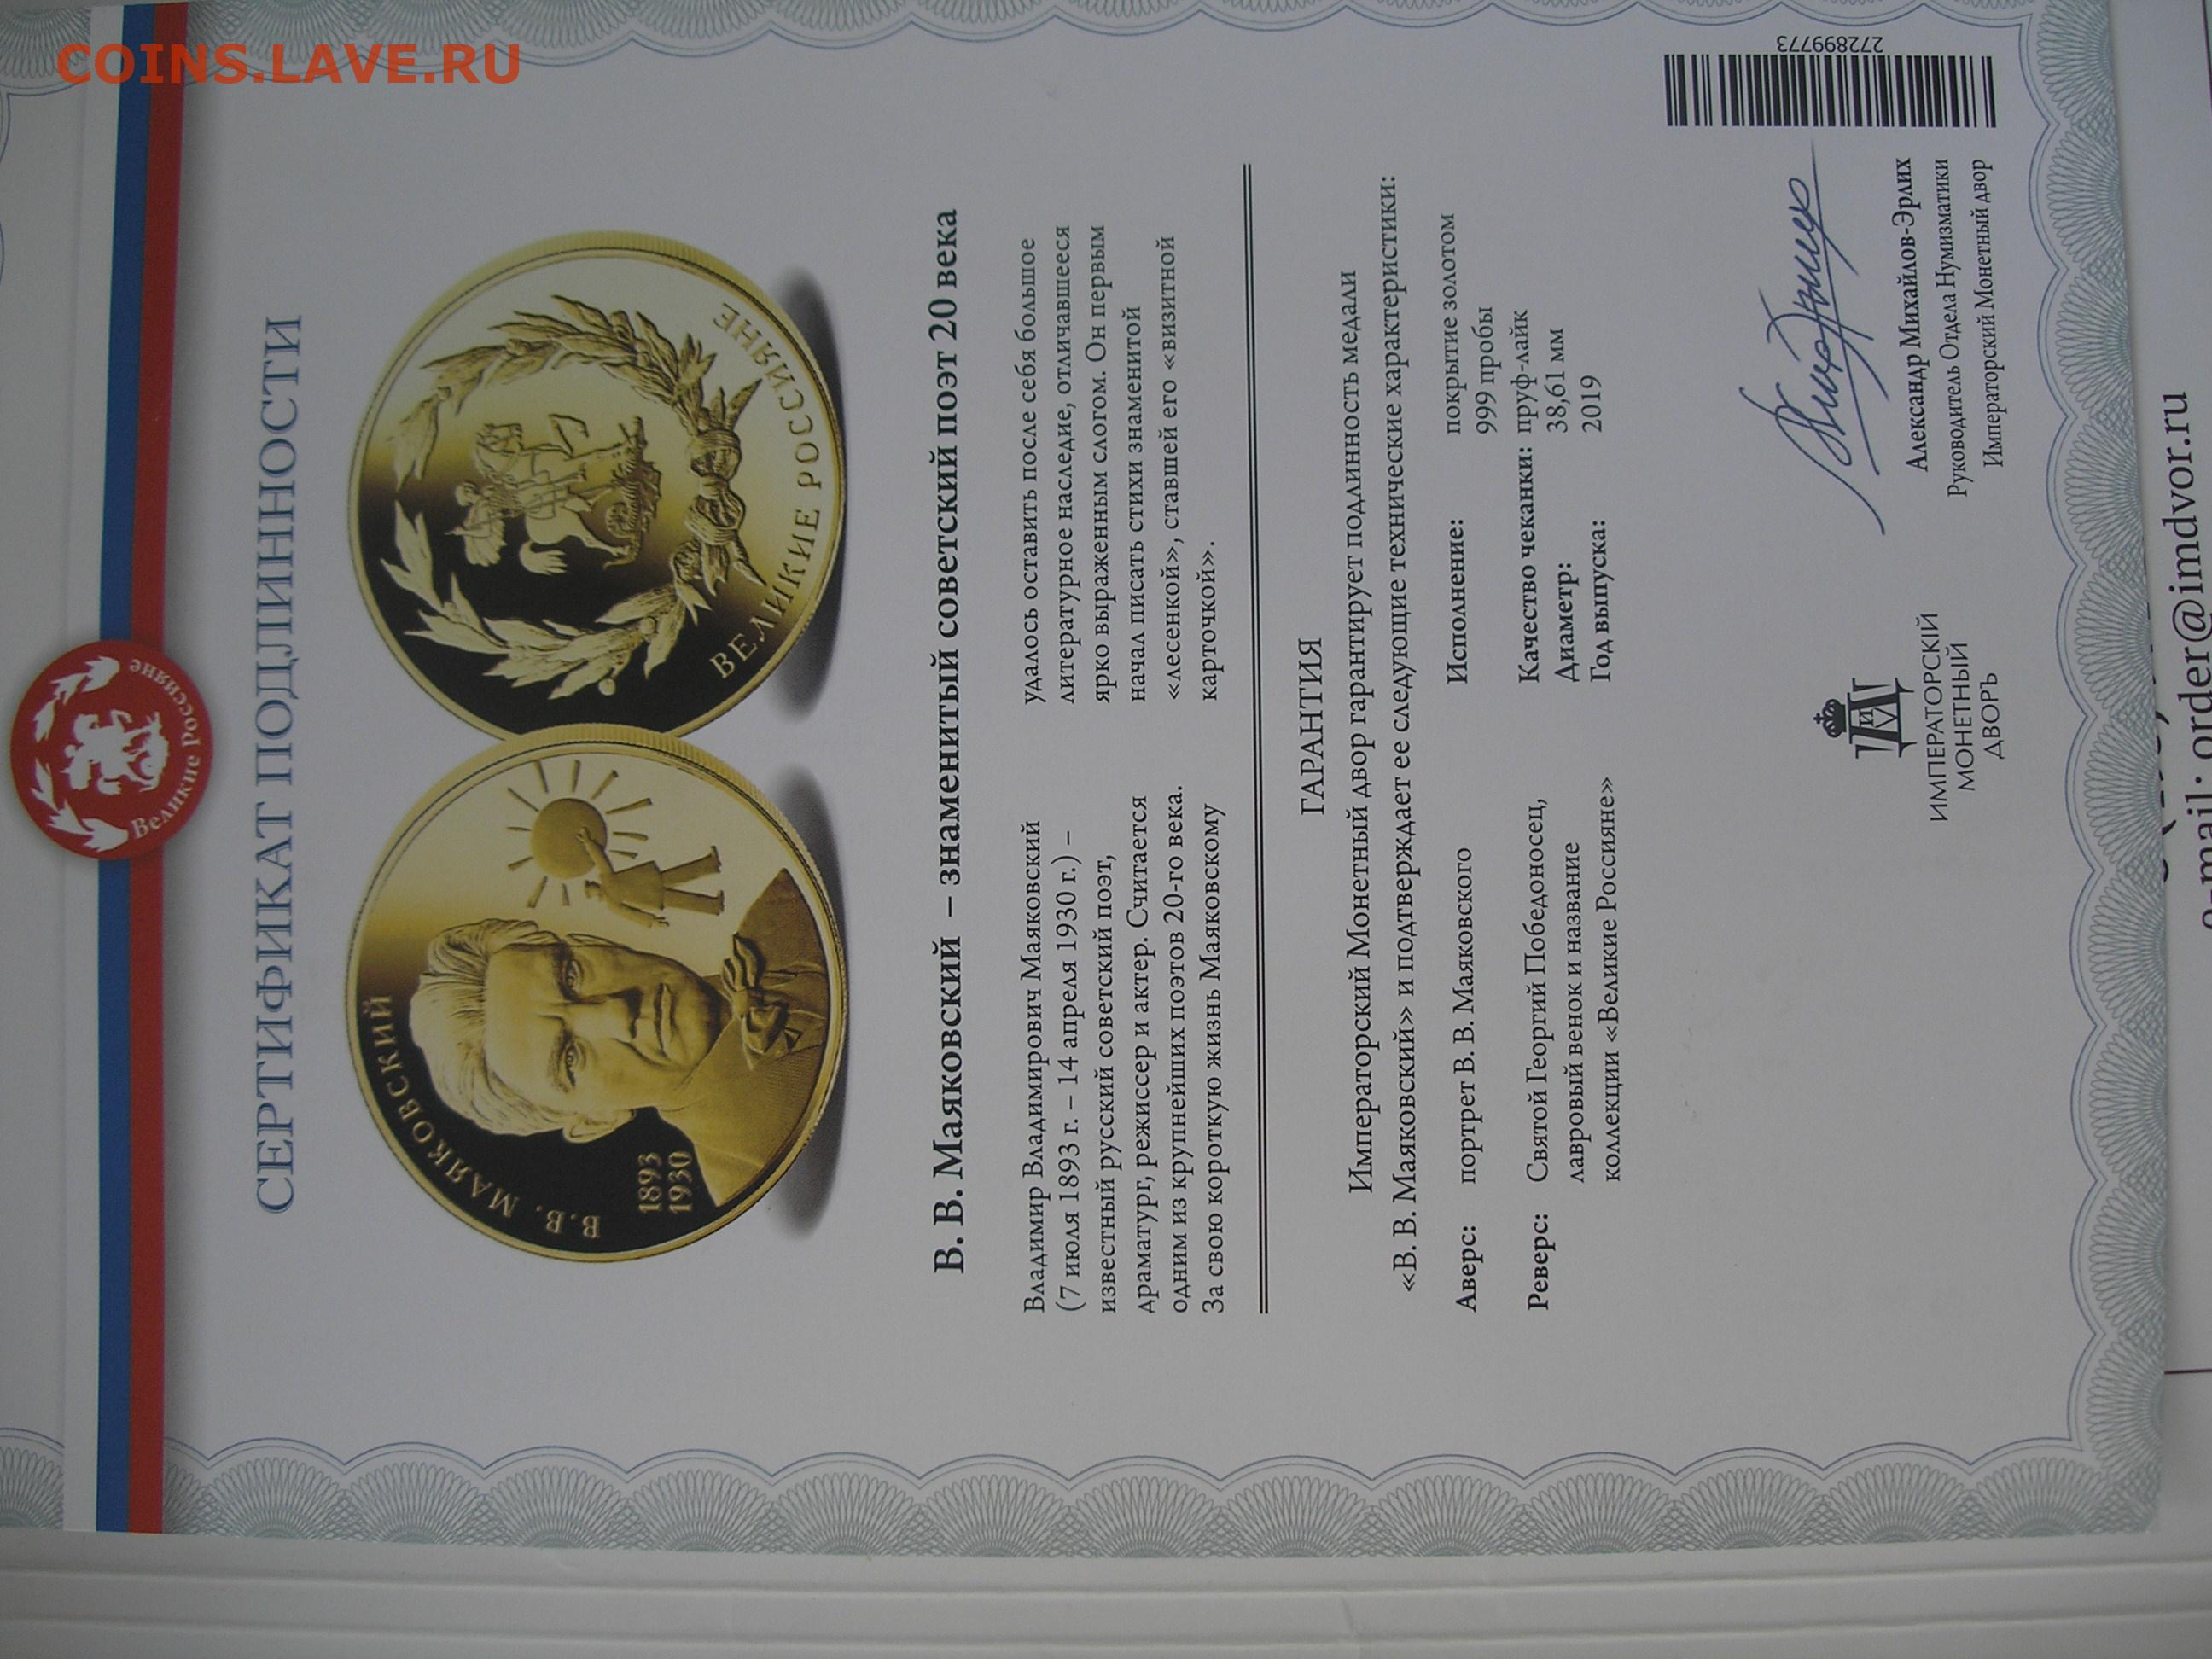 COINS.LAVE.RU
Великие Россияне
СЕРТИФИКАТ ПОДЛИННОСТИ
В.В. МАЯКОВСКИЙ
1893
1930
ВЕЛИКИЕ РОССИЯНЕ
В. В. Маяковский – знаменитый советский поэт 20 века
Владимир Владимирович Маяковский
(7 июля 1893 г. – 14 апреля 1930 г.) –
известный русский советский поэт,
драматург, режиссер и актер. Считается
одним из крупнейших поэтов 20-го века.
За свою короткую жизнь Маяковскому
удалось оставить после себя большое
литературное наследие, отличавшееся
ярко выраженным слогом. Он первым
начал писать стихи знаменитой
«лесенкой», ставшей его «визитной
карточкой».
ГАРАНТИЯ
Императорский Монетный двор гарантирует подлинность медали
«В. В. Маяковский» и подтверждает ее следующие технические характеристики:
Аверс: портрет В. В. Маяковского
Реверс: Святой Георгий Победоносец,
лавровый венок и название
коллекции «Великие Россияне»
Исполнение: покрытие золотом
999 пробы
Качество чеканки: пруф-лайк
Диаметр: 38,61 мм
Год выпуска: 2019
ИМПЕРАТОРСКІЙ
МОНЕТНЫЙ
ДВОРЪ
Александр Михайлов-Эрлих
Руководитель Отдела Нумизматики
Императорский Монетный двор
272899773
e-mail: order@imdvor.ru